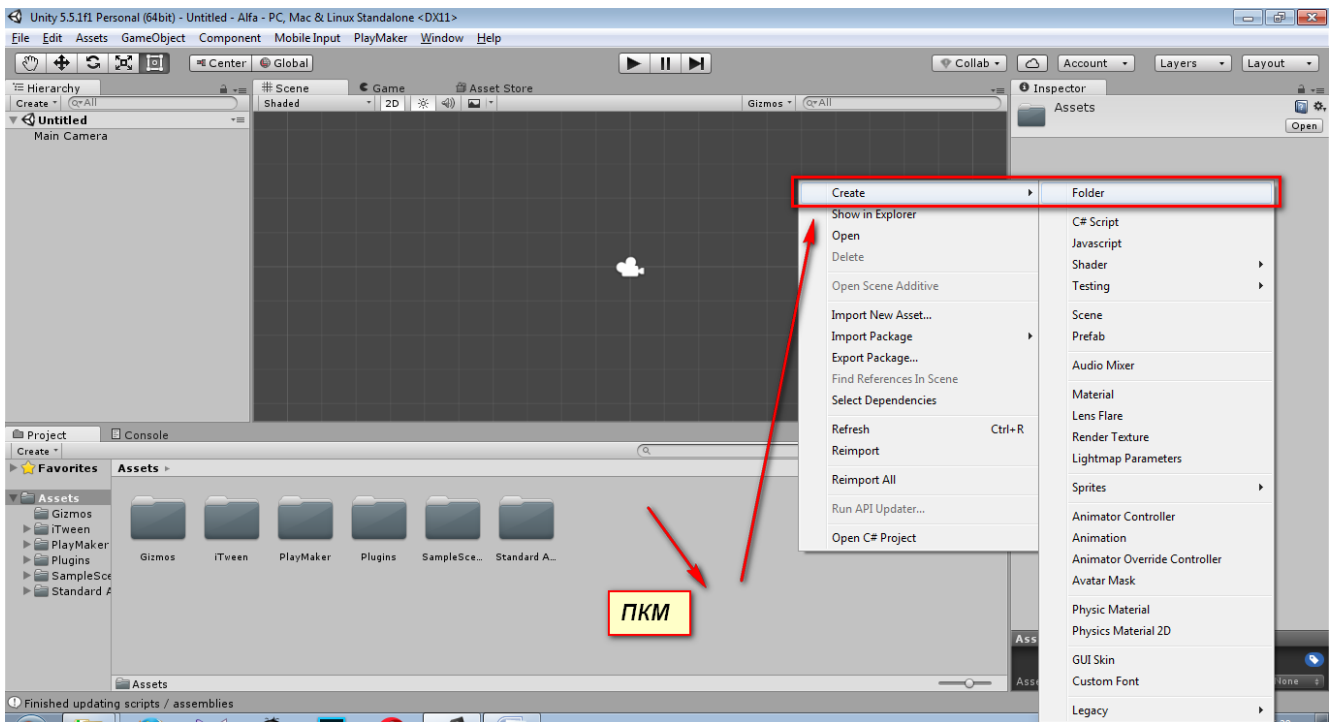 Unity 5.5.1f1 Personal (64bit) - Untitled - Alfa - PC, Mac & Linux Standalone <DX11>
File Edit Assets GameObject Component Mobile Input PlayMaker Window Help
Center Global Collab Account Layers Layout
Hierarchy
Create All
Untitled
Main Camera
Scene Game Asset Store
Shaded 2D Gizmos All
Inspector
Assets
Open
Create
Show in Explorer
Open
Delete
Open Scene Additive
Import New Asset...
Import Package
Export Package...
Find References In Scene
Select Dependencies
Refresh Ctrl+R
Reimport
Reimport All
Run API Updater...
Open C# Project
Folder
C# Script
Javascript
Shader
Testing
Scene
Prefab
Audio Mixer
Material
Lens Flare
Render Texture
Lightmap Parameters
Sprites
Animator Controller
Animation
Animator Override Controller
Avatar Mask
Physic Material
Physics Material 2D
GUI Skin
Custom Font
Legacy
Project Console
Create
Favorites
Assets
Gizmos
iTween
PlayMaker
Plugins
SampleSce
Standard A
Assets
Gizmos iTween PlayMaker Plugins SampleSce... Standard A...
ПКМ
Assets
Ass
Asse
None
Finished updating scripts / assemblies